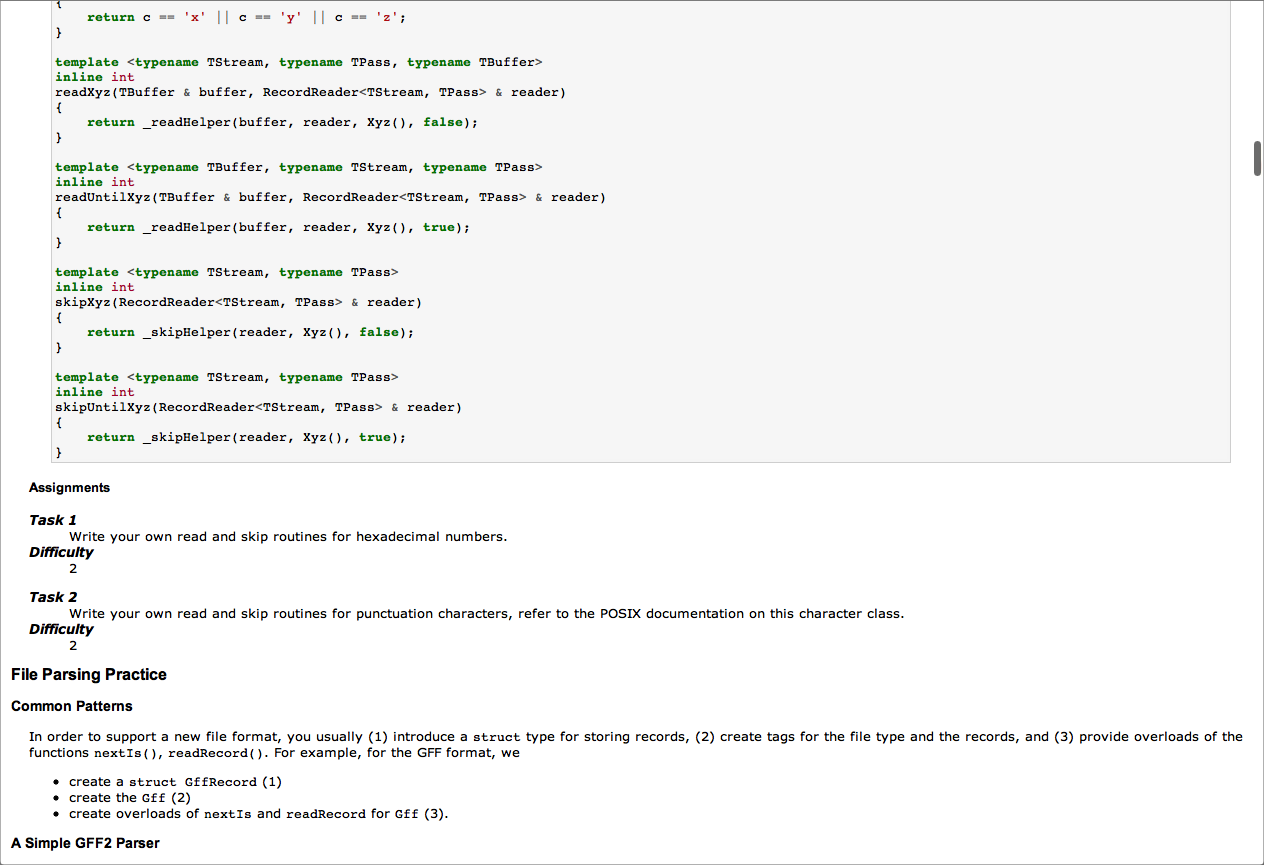 {
    return c == 'x' || c == 'y' || c == 'z';
}
template <typename TStream, typename TPass, typename TBuffer>
inline int
readXyz(TBuffer & buffer, RecordReader<TStream, TPass> & reader)
{
    return _readHelper(buffer, reader, Xyz(), false);
}
template <typename TBuffer, typename TStream, typename TPass>
inline int
readUntilXyz(TBuffer & buffer, RecordReader<TStream, TPass> & reader)
{
    return _readHelper(buffer, reader, Xyz(), true);
}
template <typename TStream, typename TPass>
inline int
skipXyz(RecordReader<TStream, TPass> & reader)
{
    return _skipHelper(reader, Xyz(), false);
}
template <typename TStream, typename TPass>
inline int
skipUntilXyz(RecordReader<TStream, TPass> & reader)
{
    return _skipHelper(reader, Xyz(), true);
}
Assignments
Task 1
Write your own read and skip routines for hexadecimal numbers.
Difficulty
2
Task 2
Write your own read and skip routines for punctuation characters, refer to the POSIX documentation on this character class.
Difficulty
2
File Parsing Practice
Common Patterns
In order to support a new file format, you usually (1) introduce a struct type for storing records, (2) create tags for the file type and the records, and (3) provide overloads of the
functions nextIs(), readRecord(). For example, for the GFF format, we
• create a struct GffRecord (1)
• create the Gff (2)
• create overloads of nextIs and readRecord for Gff (3).
A Simple GFF2 Parser